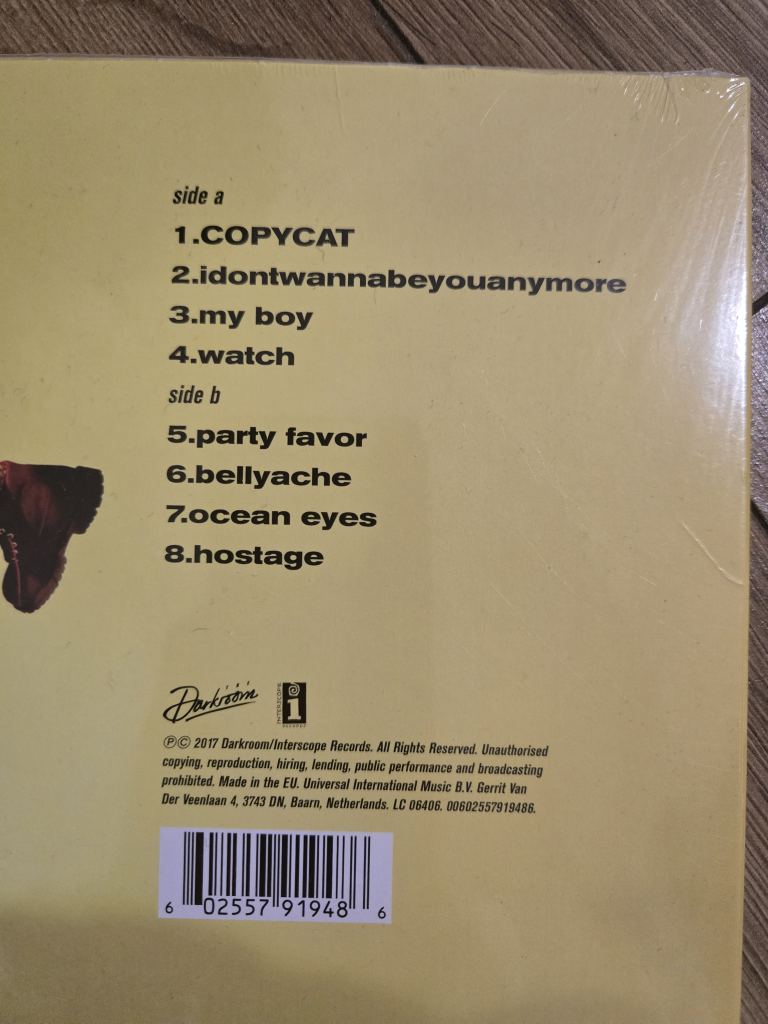 side a
1.COPYCAT
2.idontwannabeyouanymore
3.my boy
4.watch
side b
5.party favor
6.bellyache
7.ocean eyes
8.hostage
THE
Darkroom
INTERSCOPE
i
RECORDS
℗© 2017 Darkroom/Interscope Records. All Rights Reserved. Unauthorised
copying, reproduction, hiring, lending, public performance and broadcasting
prohibited. Made in the EU. Universal International Music B.V. Gerrit Van
Der Veenlaan 4, 3743 DN, Baarn, Netherlands. LC 06406. 00602557919486.
6 02557 91948 6